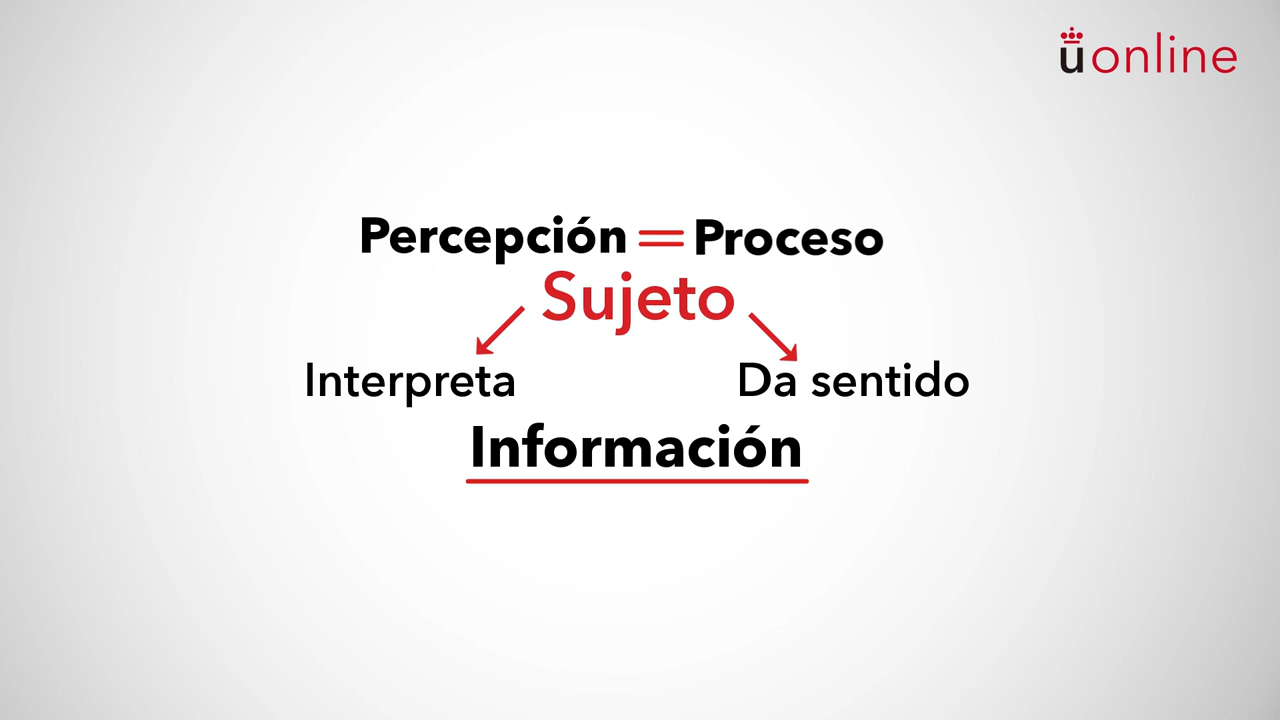 uonline
Percepción = Proceso
Sujeto
Interpreta Da sentido
Información